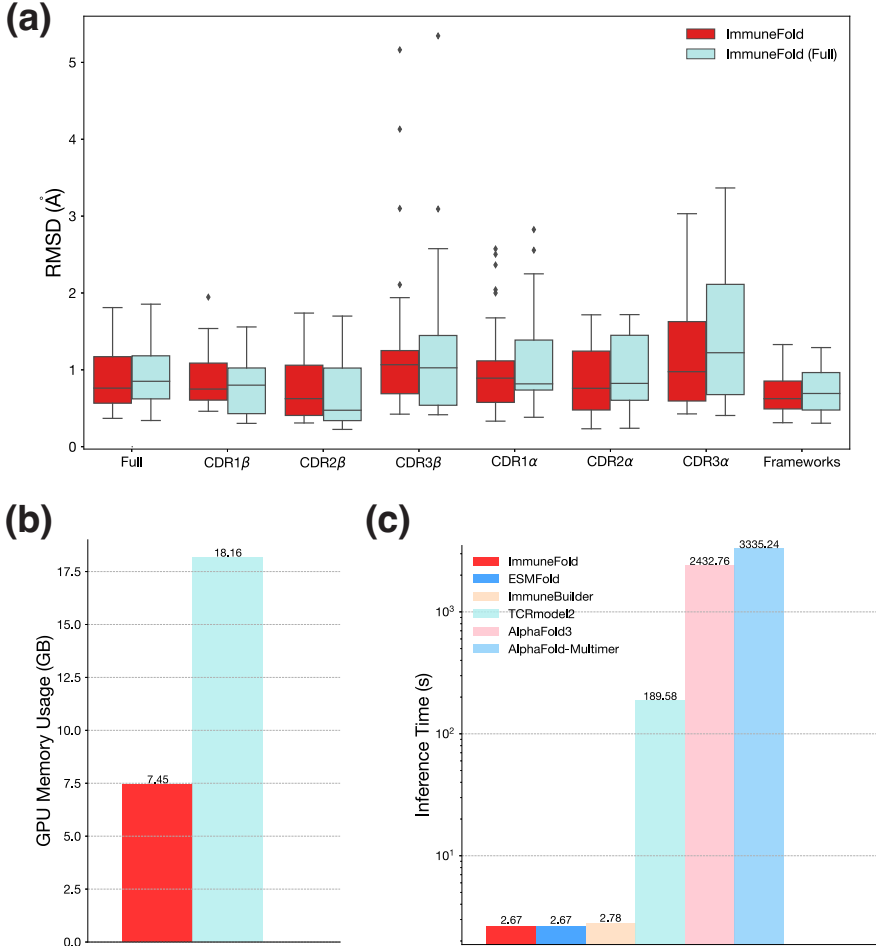 (a)
ImmuneFold
ImmuneFold (Full)
RMSD (Å)
5
4
3
2
1
0
Full
CDR1β
CDR2β
CDR3β
CDR1α
CDR2α
CDR3α
Frameworks
(b)
GPU Memory Usage (GB)
17.5
15.0
12.5
10.0
7.5
5.0
2.5
0.0
18.16
7.45
(c)
Inference Time (s)
10³
10²
10¹
ImmuneFold
ESMFold
ImmuneBuilder
TCRmodel2
AlphaFold3
AlphaFold-Multimer
2.67
2.67
2.78
189.58
2432.76
3335.24